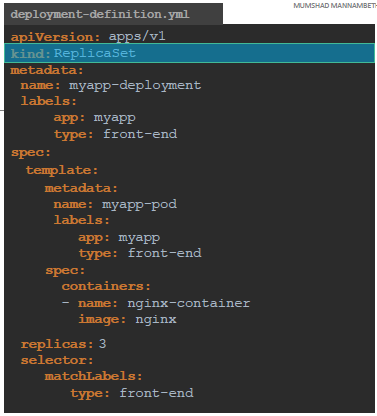 deployment-definition.yml
MUMSHAD MANNAMBETH
apiVersion: apps/v1
kind: ReplicaSet
metadata:
name: myapp-deployment
labels:
app: myapp
type: front-end
spec:
template:
metadata:
name: myapp-pod
labels:
app: myapp
type: front-end
spec:
containers:
- name: nginx-container
image: nginx
replicas: 3
selector:
matchLabels:
type: front-end